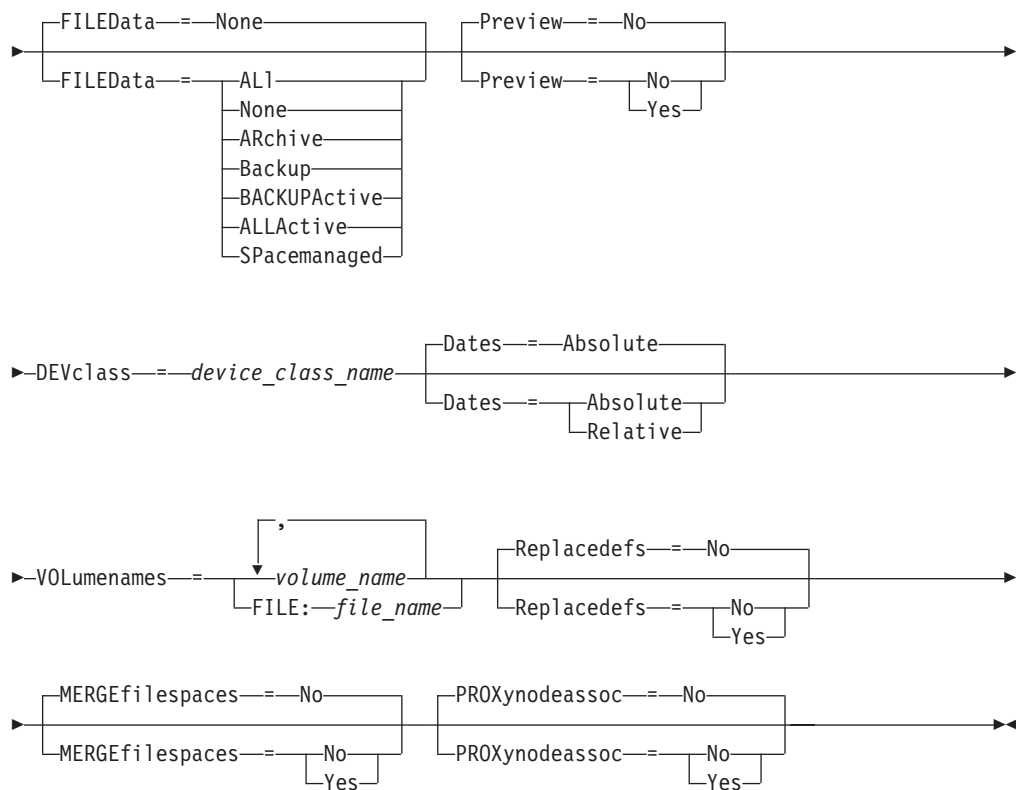 FILEData = None Preview = No
FILEData = ALl Preview = No
None Yes
ARchive
Backup
BACKUPActive
ALLActive
SPacemanaged
Dates = Absolute
DEVclass = device_class_name
Dates = Absolute
Relative
,
Replacedefs = No
VOLumenames = volume_name
FILE: file_name Replacedefs = No
Yes
MERGEfilespaces = No PROXynodeassoc = No
MERGEfilespaces = No PROXynodeassoc = No
Yes Yes